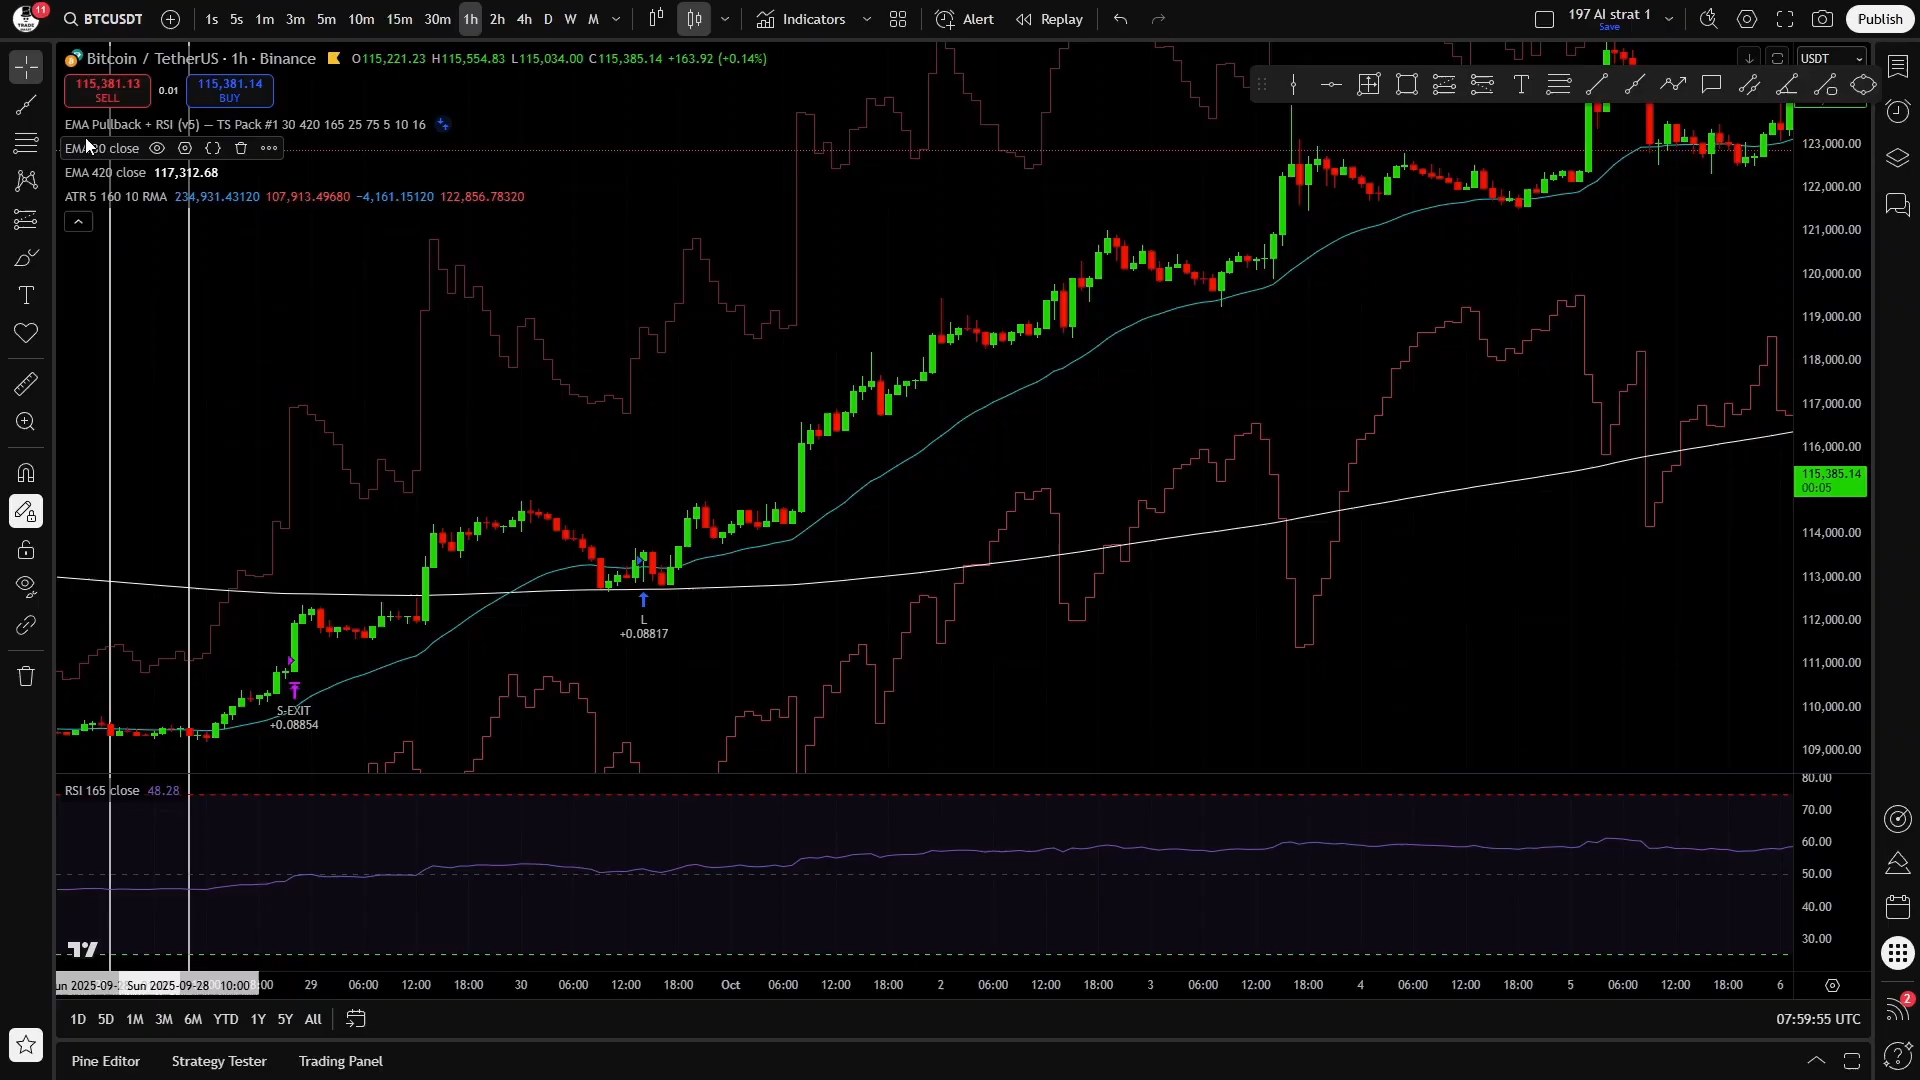 11
BTCUSDT
1s 5s 1m 3m 5m 10m 15m 30m 1h 2h 4h D W M
Indicators
Alert
Replay
197 AI strat 1
Save
Publish
Bitcoin / TetherUS · 1h · Binance
O115,221.23 H115,554.83 L115,034.00 C115,385.14 +163.92 (+0.14%)
USDT
115,381.13
SELL
0.01
115,381.14
BUY
EMA Pullback + RSI (v5) — TS Pack #1 30 420 165 25 75 5 10 16
EMA 30 close
EMA 420 close 117,312.68
ATR 5 160 10 RMA 234,931.43120 107,913.49680 −4,161.15120 122,856.78320
123,000.00
122,000.00
121,000.00
120,000.00
119,000.00
118,000.00
117,000.00
116,000.00
115,385.14
00:05
114,000.00
113,000.00
112,000.00
111,000.00
110,000.00
109,000.00
L
+0.08817
S-EXIT
+0.08854
RSI 165 close 48.28
80.00
70.00
60.00
50.00
40.00
30.00
Sun 2025-09-28 10:00
29 06:00 12:00 18:00 30 06:00 12:00 18:00 Oct 06:00 12:00 18:00 2 06:00 12:00 18:00 3 06:00 12:00 18:00 4 06:00 12:00 18:00 5 06:00 12:00 18:00 6
1D 5D 1M 3M 6M YTD 1Y 5Y All
07:59:55 UTC
2
Pine Editor
Strategy Tester
Trading Panel